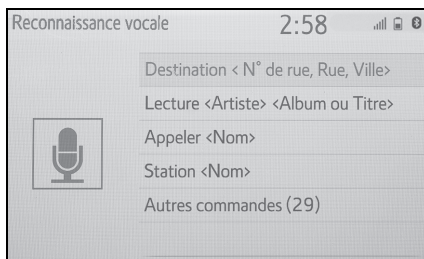 Reconnaissance vocale 2:58
Destination < N° de rue, Rue, Ville>
Lecture <Artiste> <Album ou Titre>
Appeler <Nom>
Station <Nom>
Autres commandes (29)